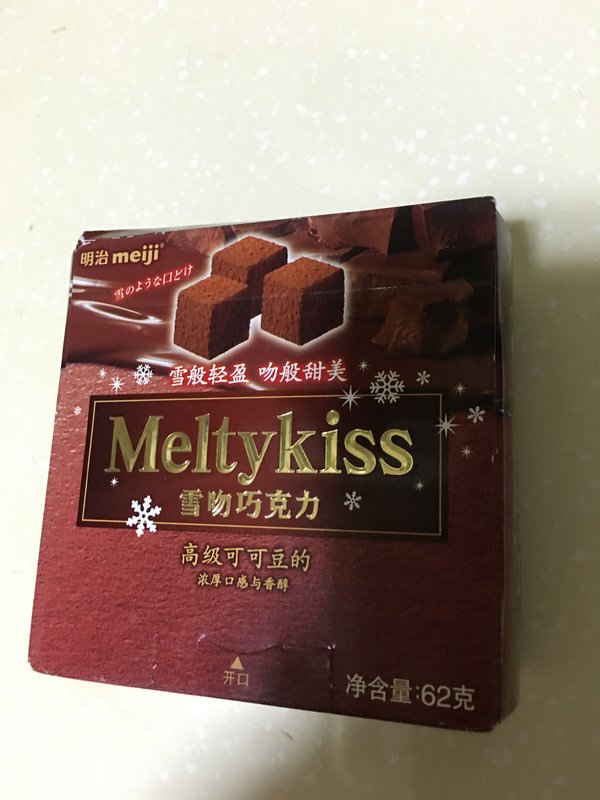 明治 meiji
雪のような口どけ
雪般轻盈 吻般甜美
Meltykiss
雪吻巧克力
高级可可豆的
浓厚口感与香醇
开口
净含量:62克